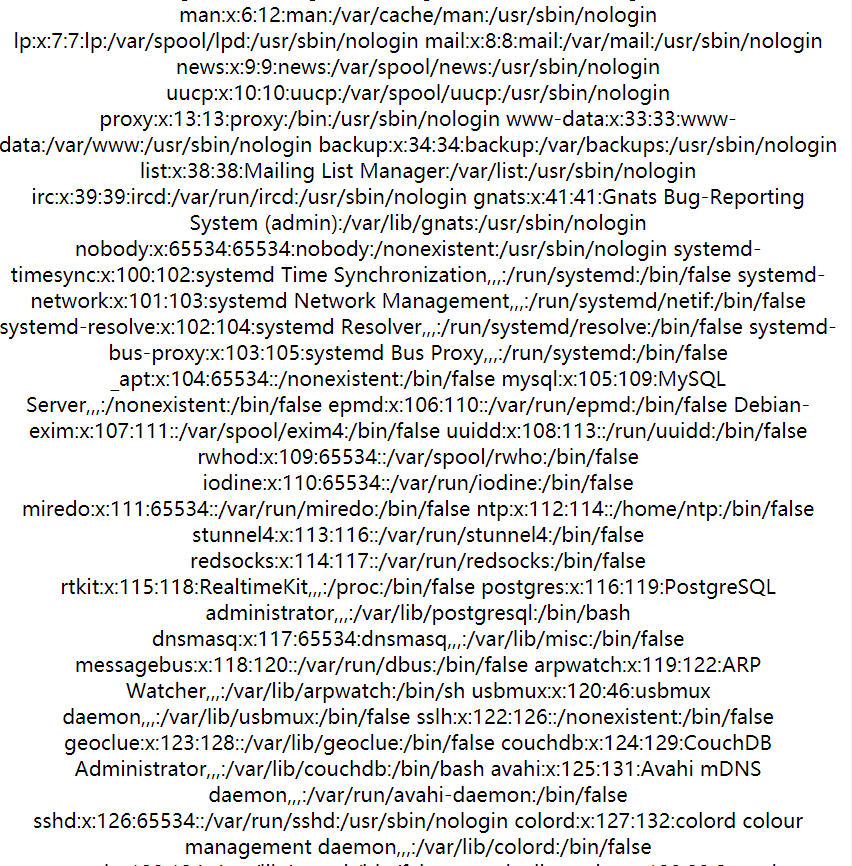 man:x:6:12:man:/var/cache/man:/usr/sbin/nologin
lp:x:7:7:lp:/var/spool/lpd:/usr/sbin/nologin mail:x:8:8:mail:/var/mail:/usr/sbin/nologin
news:x:9:9:news:/var/spool/news:/usr/sbin/nologin
uucp:x:10:10:uucp:/var/spool/uucp:/usr/sbin/nologin
proxy:x:13:13:proxy:/bin:/usr/sbin/nologin www-data:x:33:33:www-
data:/var/www:/usr/sbin/nologin backup:x:34:34:backup:/var/backups:/usr/sbin/nologin
list:x:38:38:Mailing List Manager:/var/list:/usr/sbin/nologin
irc:x:39:39:ircd:/var/run/ircd:/usr/sbin/nologin gnats:x:41:41:Gnats Bug-Reporting
System (admin):/var/lib/gnats:/usr/sbin/nologin
nobody:x:65534:65534:nobody:/nonexistent:/usr/sbin/nologin systemd-
timesync:x:100:102:systemd Time Synchronization,,,:/run/systemd:/bin/false systemd-
network:x:101:103:systemd Network Management,,,:/run/systemd/netif:/bin/false
systemd-resolve:x:102:104:systemd Resolver,,,:/run/systemd/resolve:/bin/false systemd-
bus-proxy:x:103:105:systemd Bus Proxy,,,:/run/systemd:/bin/false
_apt:x:104:65534::/nonexistent:/bin/false mysql:x:105:109:MySQL
Server,,,:/nonexistent:/bin/false epmd:x:106:110::/var/run/epmd:/bin/false Debian-
exim:x:107:111::/var/spool/exim4:/bin/false uuidd:x:108:113::/run/uuidd:/bin/false
rwhod:x:109:65534::/var/spool/rwho:/bin/false
iodine:x:110:65534::/var/run/iodine:/bin/false
miredo:x:111:65534::/var/run/miredo:/bin/false ntp:x:112:114::/home/ntp:/bin/false
stunnel4:x:113:116::/var/run/stunnel4:/bin/false
redsocks:x:114:117::/var/run/redsocks:/bin/false
rtkit:x:115:118:RealtimeKit,,,:/proc:/bin/false postgres:x:116:119:PostgreSQL
administrator,,,:/var/lib/postgresql:/bin/bash
dnsmasq:x:117:65534:dnsmasq,,,:/var/lib/misc:/bin/false
messagebus:x:118:120::/var/run/dbus:/bin/false arpwatch:x:119:122:ARP
Watcher,,,:/var/lib/arpwatch:/bin/sh usbmux:x:120:46:usbmux
daemon,,,:/var/lib/usbmux:/bin/false sslh:x:122:126::/nonexistent:/bin/false
geoclue:x:123:128::/var/lib/geoclue:/bin/false couchdb:x:124:129:CouchDB
Administrator,,,:/var/lib/couchdb:/bin/bash avahi:x:125:131:Avahi mDNS
daemon,,,:/var/run/avahi-daemon:/bin/false
sshd:x:126:65534::/var/run/sshd:/usr/sbin/nologin colord:x:127:132:colord colour
management daemon,,,:/var/lib/colord:/bin/false